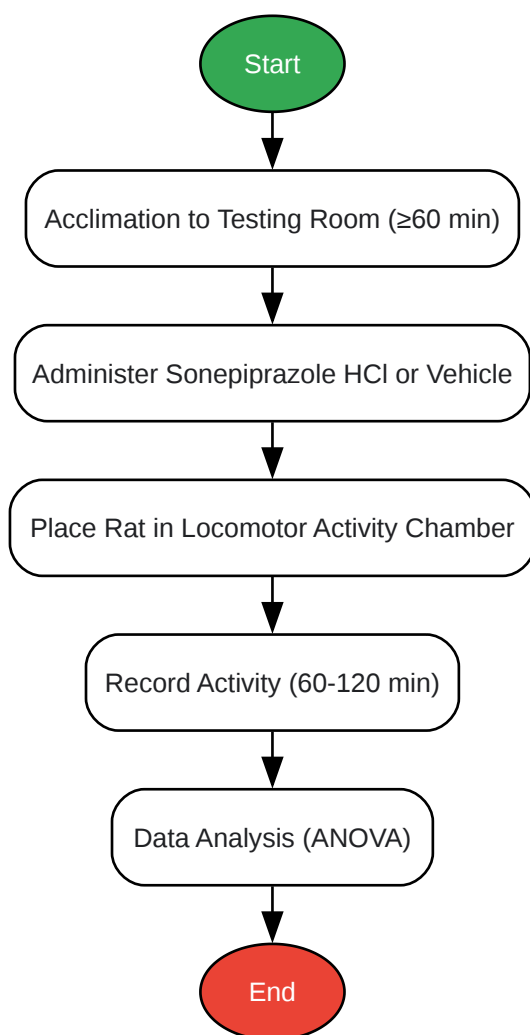 Start
Acclimation to Testing Room (≥60 min)
Administer Sonepiprazole HCl or Vehicle
Place Rat in Locomotor Activity Chamber
Record Activity (60-120 min)
Data Analysis (ANOVA)
End